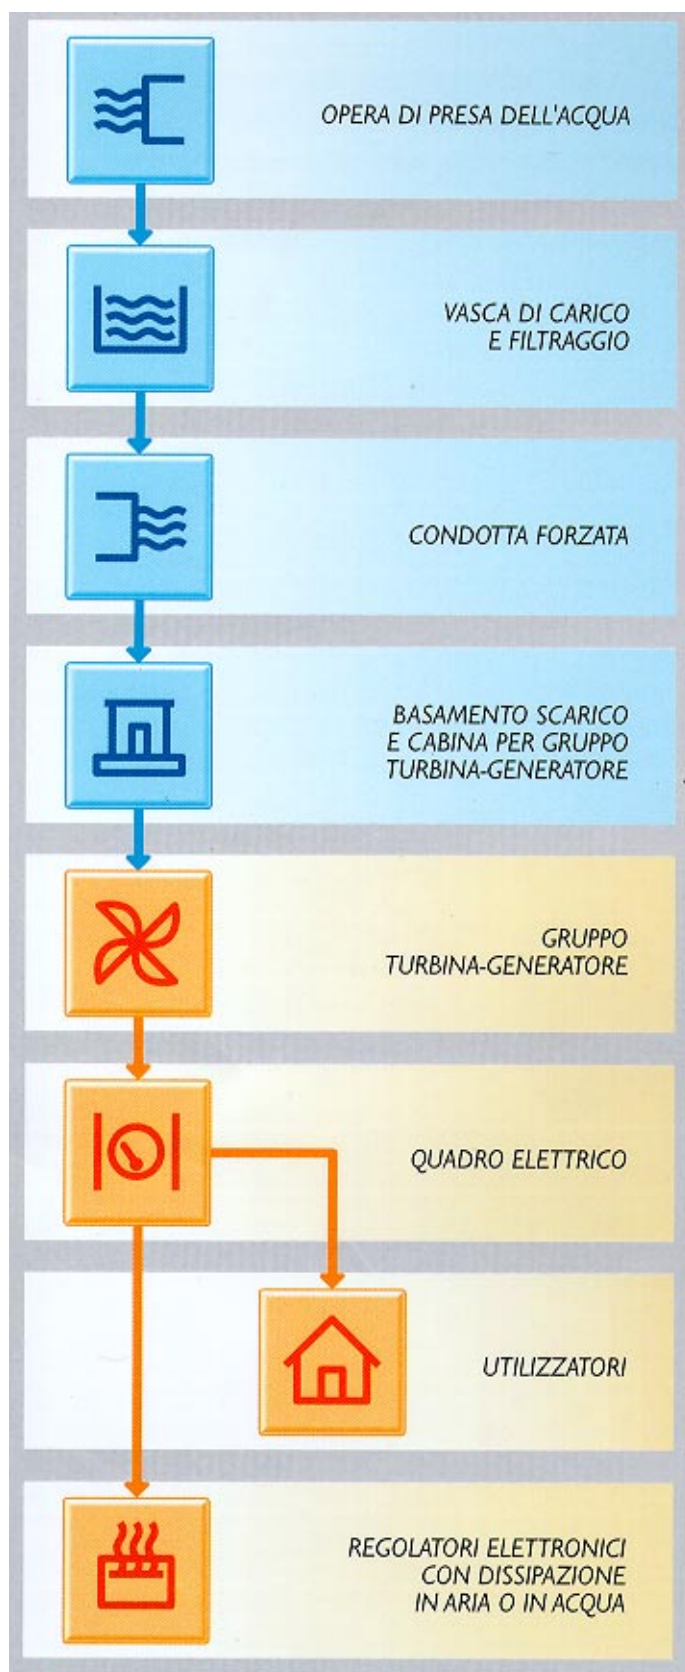 OPERA DI PRESA DELL'ACQUA
VASCA DI CARICO
E FILTRAGGIO
CONDOTTA FORZATA
BASAMENTO SCARICO
E CABINA PER GRUPPO
TURBINA-GENERATORE
GRUPPO
TURBINA-GENERATORE
QUADRO ELETTRICO
UTILIZZATORI
REGOLATORI ELETTRONICI
CON DISSIPAZIONE
IN ARIA O IN ACQUA